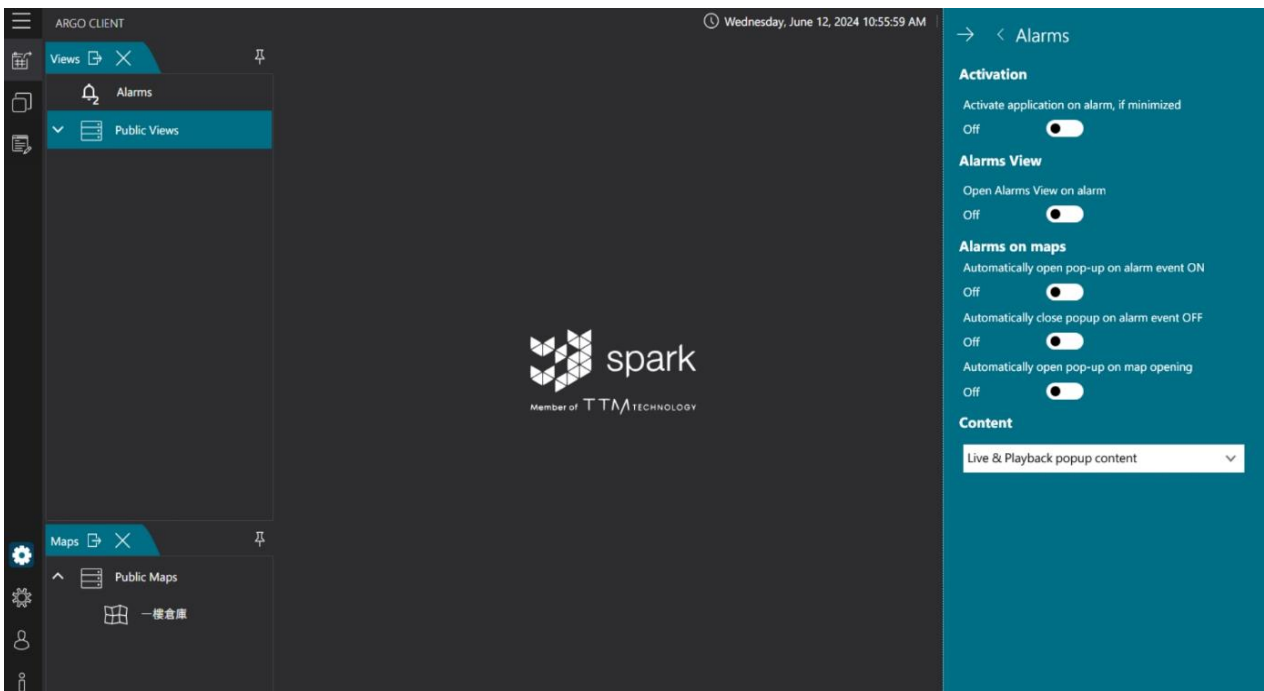 ARGO CLIENT
Wednesday, June 12, 2024 10:55:59 AM
Views
2 Alarms
Public Views
spark
Member of TTM TECHNOLOGY
Maps
Public Maps
一樓倉庫
Alarms
Activation
Activate application on alarm, if minimized
Off
Alarms View
Open Alarms View on alarm
Off
Alarms on maps
Automatically open pop-up on alarm event ON
Off
Automatically close popup on alarm event OFF
Off
Automatically open pop-up on map opening
Off
Content
Live & Playback popup content